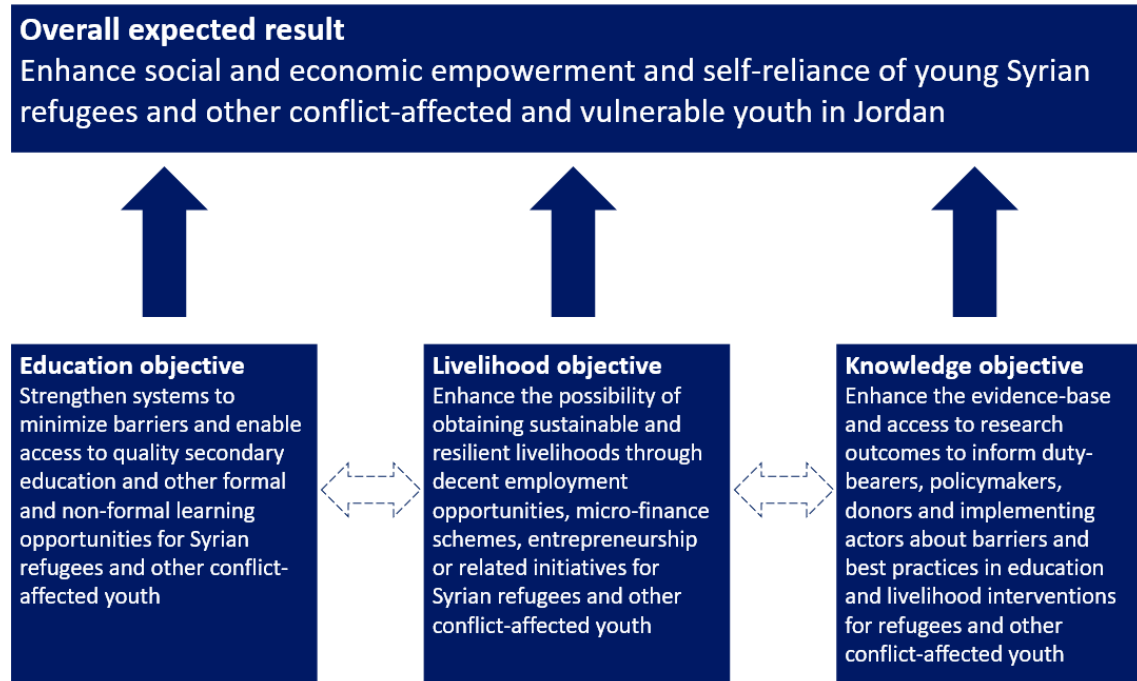 Overall expected result
Enhance social and economic empowerment and self-reliance of young Syrian
refugees and other conflict-affected and vulnerable youth in Jordan
Education objective
Strengthen systems to
minimize barriers and enable
access to quality secondary
education and other formal
and non-formal learning
opportunities for Syrian
refugees and other conflict-
affected youth
Livelihood objective
Enhance the possibility of
obtaining sustainable and
resilient livelihoods through
decent employment
opportunities, micro-finance
schemes, entrepreneurship
or related initiatives for
Syrian refugees and other
conflict-affected youth
Knowledge objective
Enhance the evidence-base
and access to research
outcomes to inform duty-
bearers, policymakers,
donors and implementing
actors about barriers and
best practices in education
and livelihood interventions
for refugees and other
conflict-affected youth